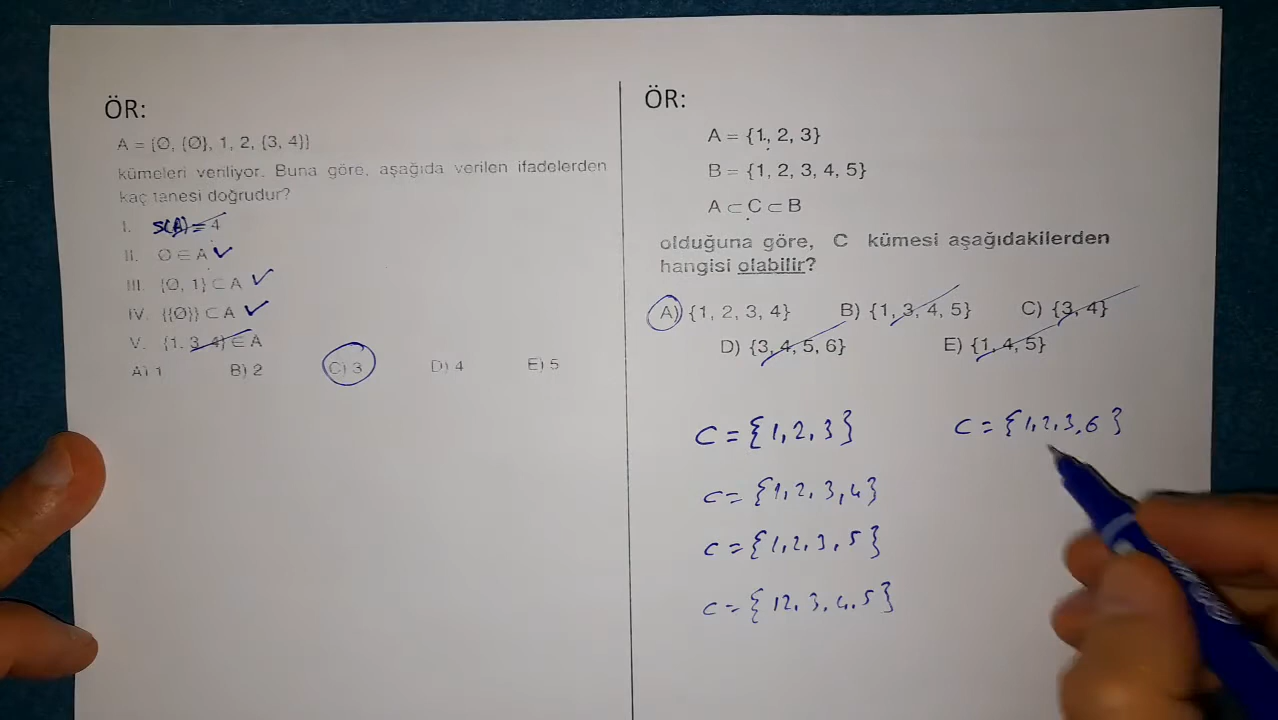 ÖR:
A = {∅, {∅}, 1, 2, {3, 4}}
kümeleri veriliyor. Buna göre, aşağıda verilen ifadelerden
kaç tanesi doğrudur?
I. s(A) = 4
II. ∅ ∈ A ✓
III. {∅, 1} ⊂ A ✓
IV. {{∅}} ⊂ A ✓
V. {1, 3, 4} ∈ A
A) 1 B) 2 C) 3 D) 4 E) 5
ÖR:
A = {1, 2, 3}
B = {1, 2, 3, 4, 5}
A ⊂ C ⊂ B
olduğuna göre, C kümesi aşağıdakilerden
hangisi olabilir?
A) {1, 2, 3, 4} B) {1, 3, 4, 5} C) {3, 4}
D) {3, 4, 5, 6} E) {1, 4, 5}
C = {1, 2, 3} C = {1, 2, 3, 6}
C = {1, 2, 3, 4}
C = {1, 2, 3, 5}
C = {1 2, 3, 4, 5}